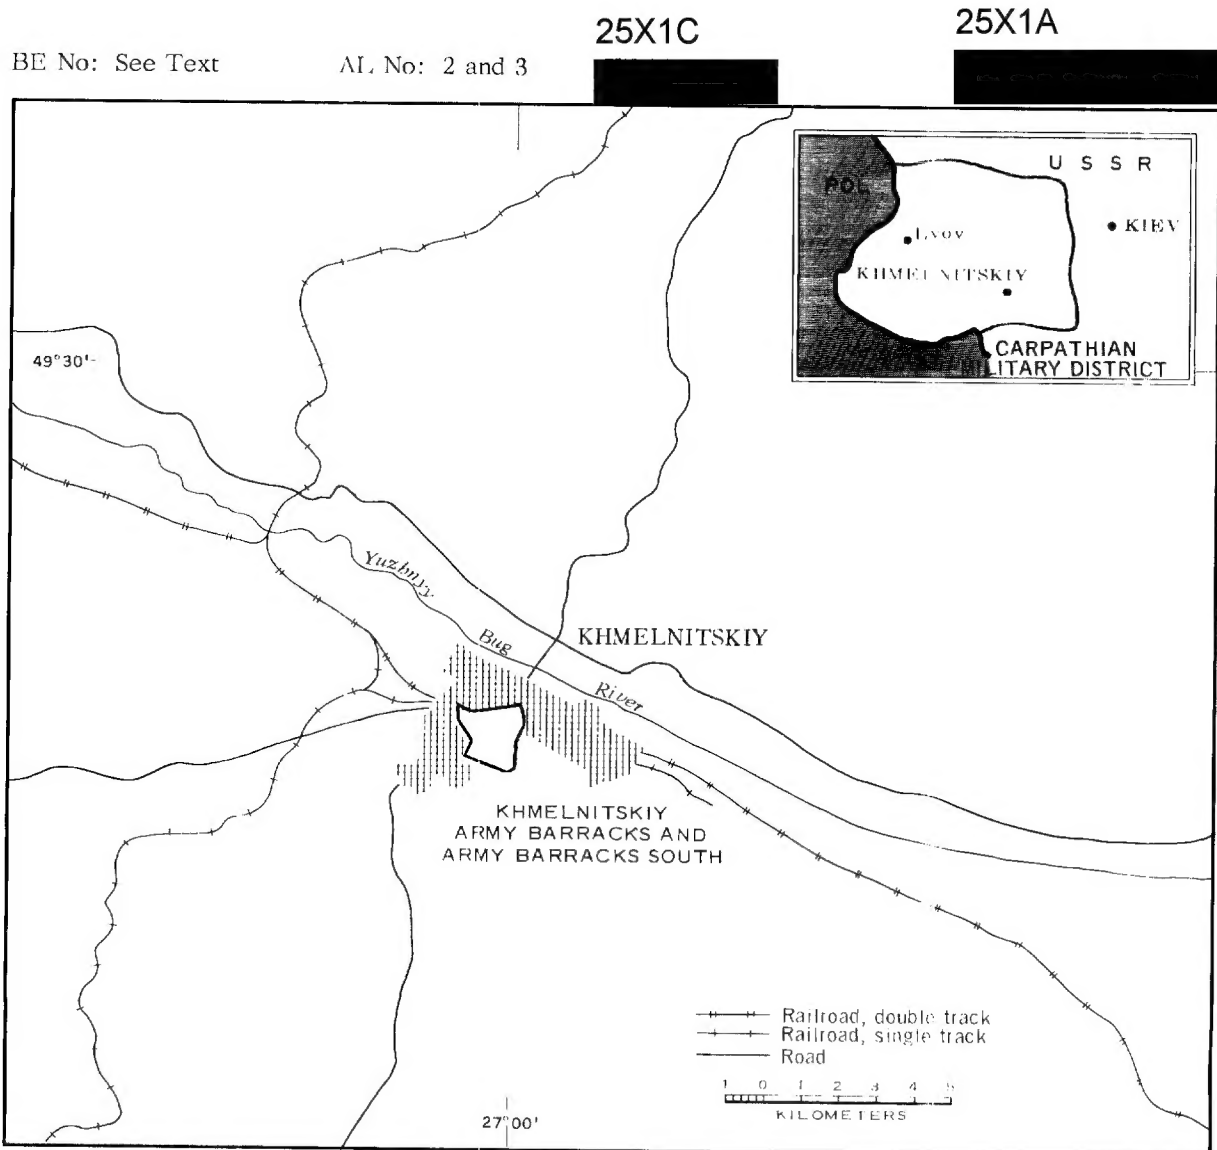 25X1C
25X1A
BE No: See Text
AL No: 2 and 3
U S S R
POL
KIEV
Lvov
KHMELNITSKIY
CARPATHIAN
MILITARY DISTRICT
49°30'
Yuzhnyy
Bug
River
KHMELNITSKIY
KHMELNITSKIY
ARMY BARRACKS AND
ARMY BARRACKS SOUTH
Railroad, double track
Railroad, single track
Road
1 0 1 2 3 4 5
KILOMETERS
27°00'